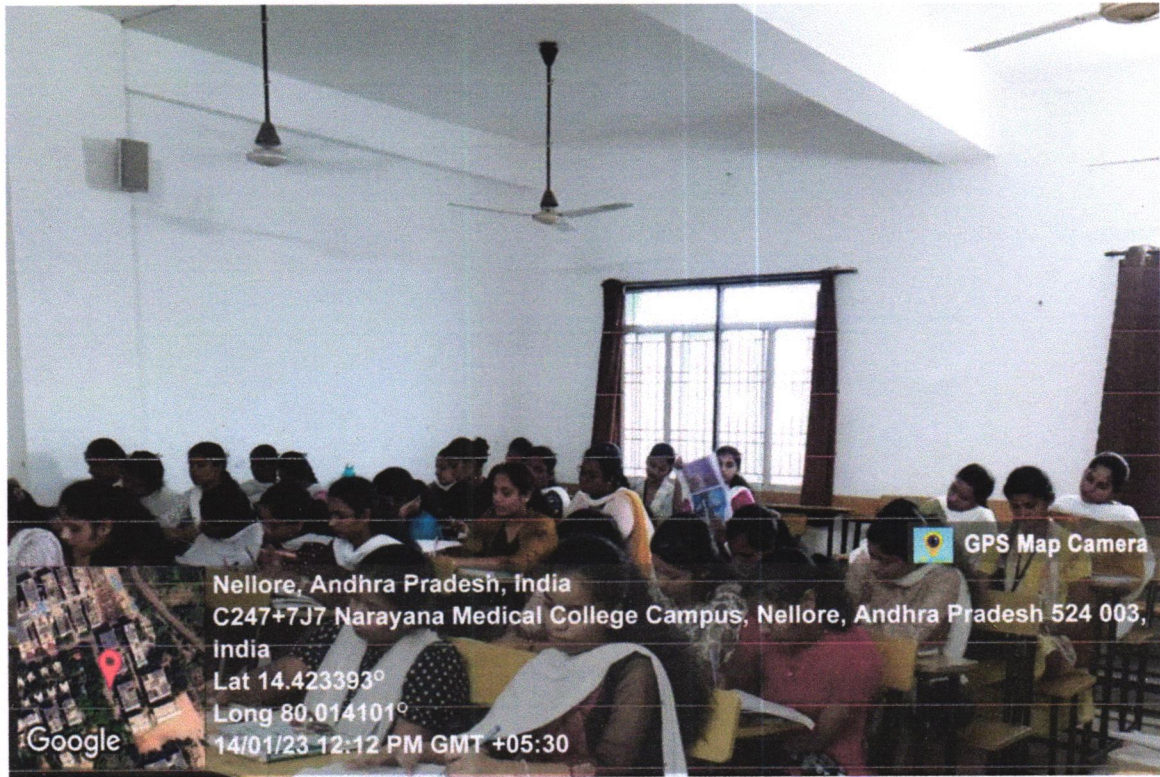 GPS Map Camera
Nellore, Andhra Pradesh, India
C247+7J7 Narayana Medical College Campus, Nellore, Andhra Pradesh 524 003,
India
Lat 14.423393°
Long 80.014101°
14/01/23 12:12 PM GMT +05:30
Google